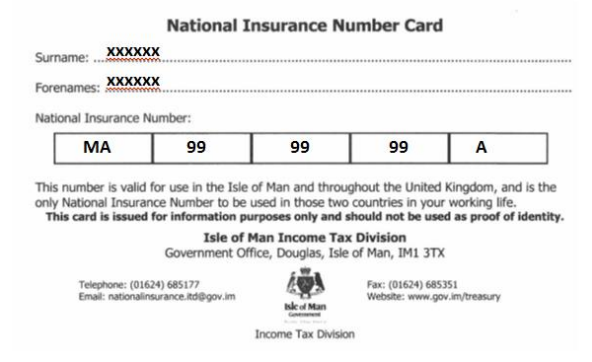 National Insurance Number Card
Surname: ...XXXXXX
Forenames: XXXXXX
National Insurance Number:
MA 99 99 99 A
This number is valid for use in the Isle of Man and throughout the United Kingdom, and is the
only National Insurance Number to be used in those two countries in your working life.
This card is issued for information purposes only and should not be used as proof of identity.
Isle of Man Income Tax Division
Government Office, Douglas, Isle of Man, IM1 3TX
Telephone: (01624) 685177
Email: nationalinsurance.itd@gov.im
Fax: (01624) 685351
Website: www.gov.im/treasury
Isle of Man
Government
Income Tax Division